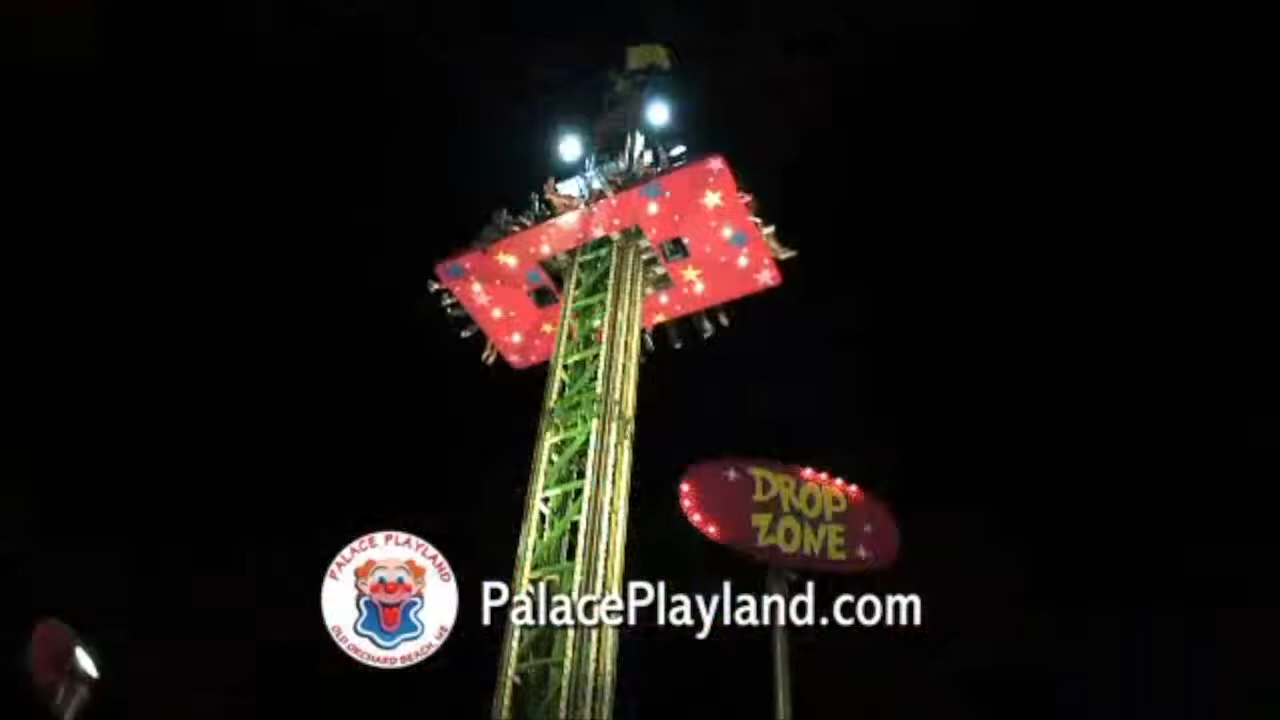 DROP
ZONE
PALACE PLAYLAND
OLD ORCHARD BEACH, ME
PalacePlayland.com